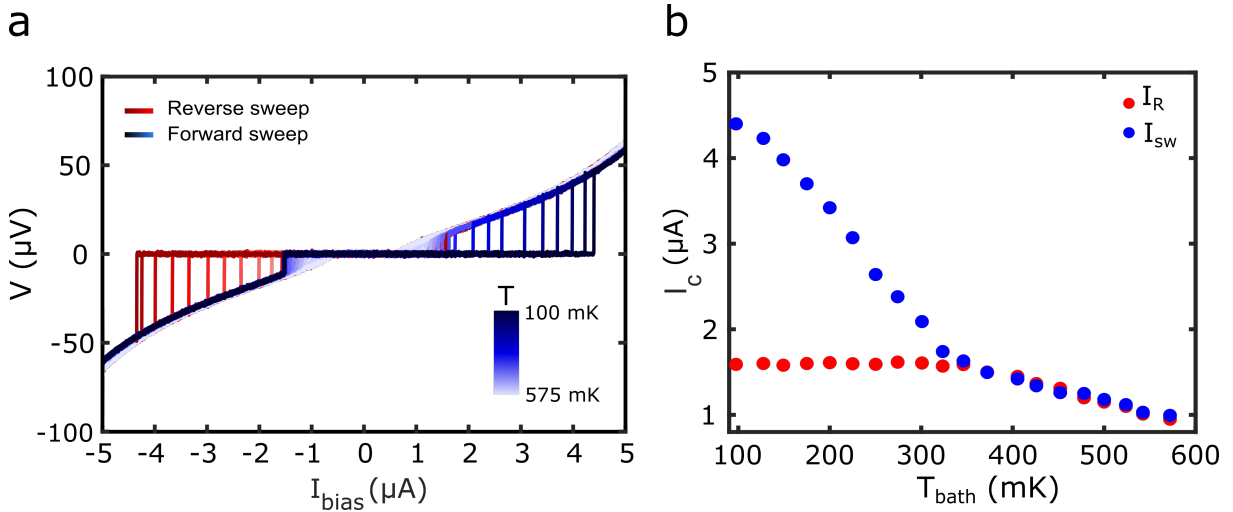 a
100
50
0
-50
-100
V (µV)
Reverse sweep
Forward sweep
T
100 mK
575 mK
-5 -4 -3 -2 -1 0 1 2 3 4 5
I_bias (µA)
b
5
4
3
2
1
I_C (µA)
I_R
I_sw
100 200 300 400 500 600
T_bath (mK)